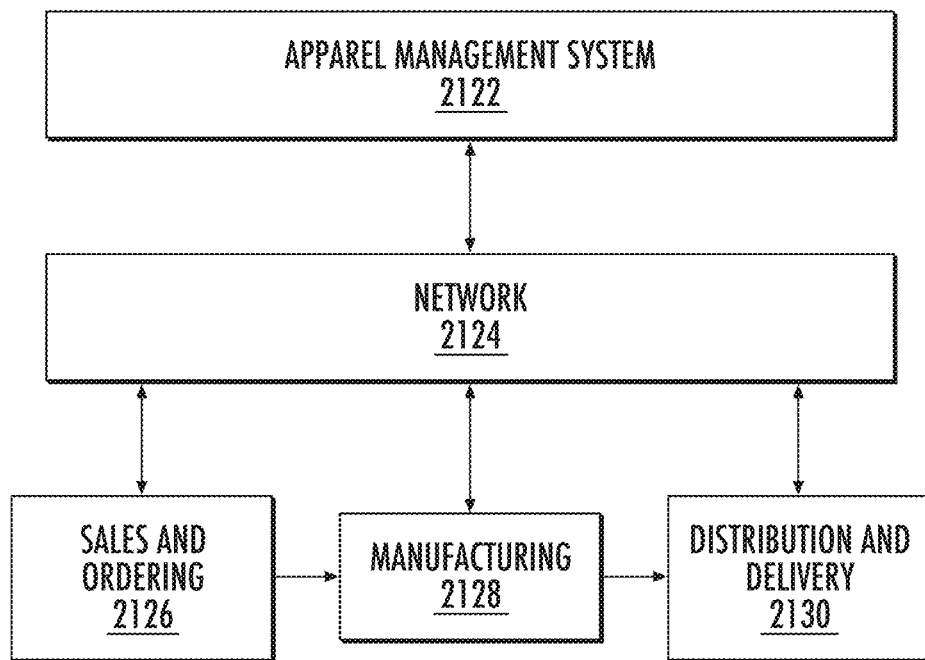 APPAREL MANAGEMENT SYSTEM
2122
NETWORK
2124
SALES AND
ORDERING
2126
MANUFACTURING
2128
DISTRIBUTION AND
DELIVERY
2130